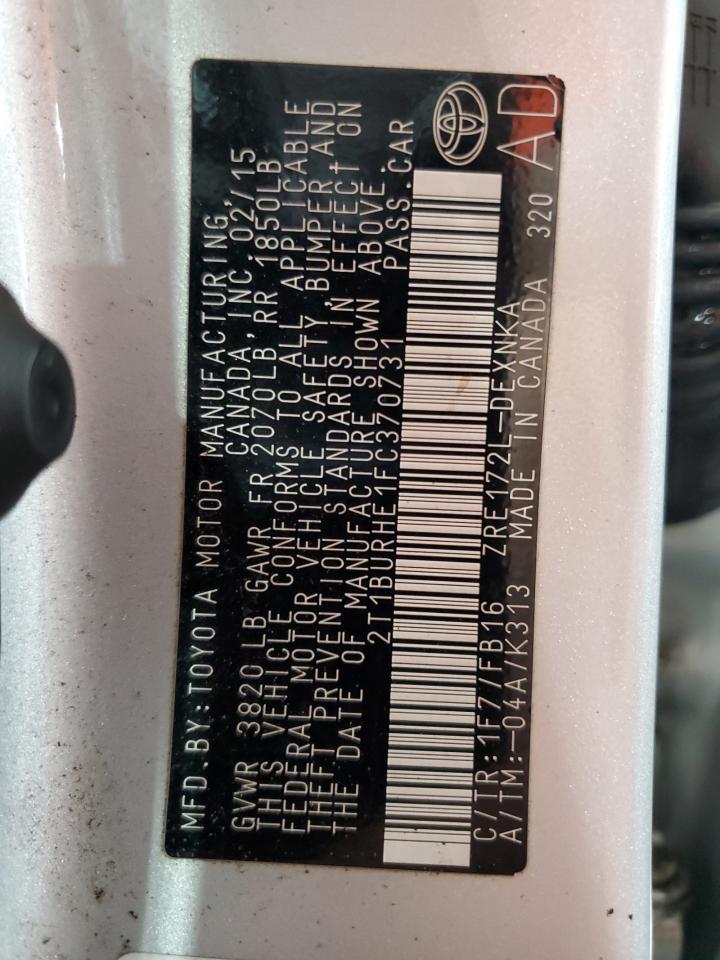 MFD.BY:TOYOTA MOTOR MANUFACTURING,
CANADA, INC. 02/15
GVWR 3820 LB GAWR FR 2070LB, RR 1850LB
THIS VEHICLE CONFORMS TO ALL APPLICABLE
FEDERAL MOTOR VEHICLE SAFETY,BUMPER AND
THEFT PREVENTION STANDARDS IN EFFECT ON
THE DATE OF MANUFACTURE SHOWN ABOVE.
2T1BURHE1FC370731 PASS.CAR
C/TR:1F7/FB16 ZRE172L-DEXNKA
A/TM:-04A/K313 MADE IN CANADA 320
AD